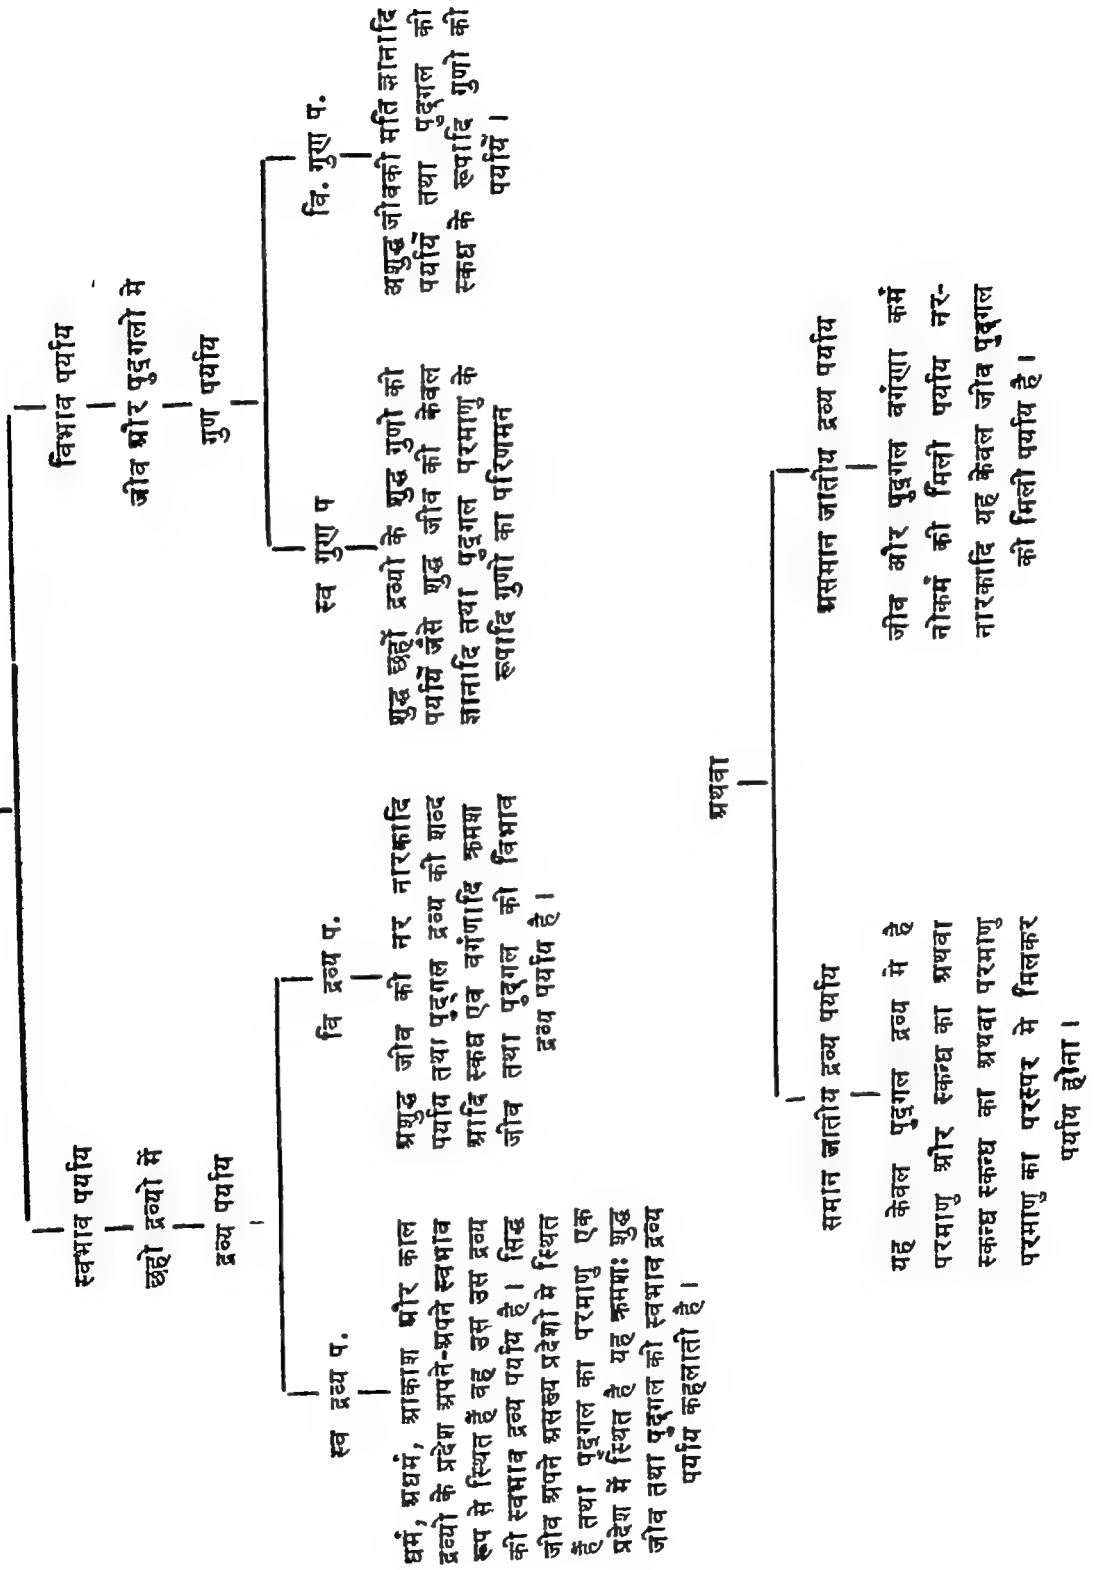 स्वभाव पर्याय
छहों द्रव्यो में
द्रव्य पर्याय
विभाव पर्याय
जीव और पुद्गलो मे
गुण पर्याय
स्व द्रव्य प.
धर्म, अधर्म, आकाश और काल
द्रव्यो के प्रदेश अपने-अपने स्वभाव
रूप से स्थित हैं वह उस उस द्रव्य
की स्वभाव द्रव्य पर्याय है । सिद्ध
जीव अपने असख्य प्रदेशो मे स्थित
हैं तथा पुद्गल का परमाणु एक
प्रदेश में स्थित है यह क्रमशः शुद्ध
जीव तथा पुद्गल की स्वभाव द्रव्य
पर्याय कहलाती है ।
वि द्रव्य प.
अशुद्ध जीव की नर नारकादि
पर्याय तथा पुद्गल द्रव्य की शब्द
आदि स्कध एव वर्गणादि क्रमश
जीव तथा पुद्गल की विभाव
द्रव्य पर्याय है ।
स्व गुण प
शुद्ध छहों द्रव्यो के शुद्ध गुणो की
पर्यायें जैसे शुद्ध जीव की केवल
ज्ञानादि तथा पुद्गल परमाणु के
रूपादि गुणो का परिणमन
वि. गुण प.
अशुद्ध जीवकी मति ज्ञानादि
पर्यायें तथा पुद्गल की
स्कध के रूपादि गुणो की
पर्यायें ।
अथवा
समान जातीय द्रव्य पर्याय
यह केवल पुद्गल द्रव्य मे है
परमाणु और स्कन्ध का अथवा
स्कन्ध स्कन्ध का अथवा परमाणु
परमाणु का परस्पर मे मिलकर
पर्याय होना ।
असमान जातीय द्रव्य पर्याय
जीव और पुद्गल वर्गणा कर्म
नोकर्म की मिली पर्याय नर-
नारकादि यह केवल जीव पुद्गल
की मिली पर्याय है ।